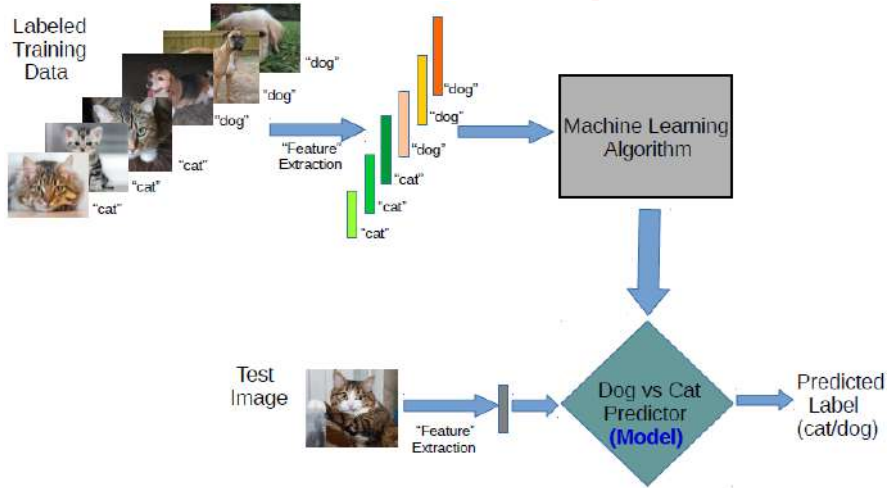 Labeled
Training
Data
"dog"
"dog"
"dog"
"cat"
"cat"
"cat"
"Feature"
Extraction
"dog"
"dog"
"dog"
"cat"
"cat"
"cat"
Machine Learning
Algorithm
Test
Image
"Feature"
Extraction
Dog vs Cat
Predictor
(Model)
Predicted
Label
(cat/dog)